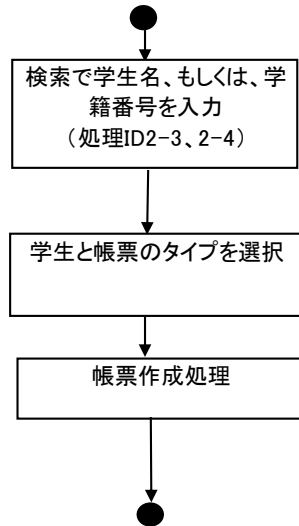 検索で学生名、もしくは、学
籍番号を入力
（処理ID2-3、2-4）
学生と帳票のタイプを選択
帳票作成処理